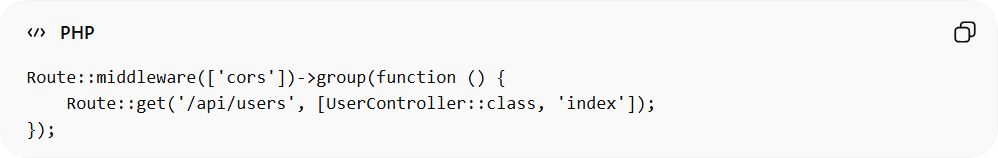 </> PHP
Route::middleware(['cors'])->group(function () {
    Route::get('/api/users', [UserController::class, 'index']);
});